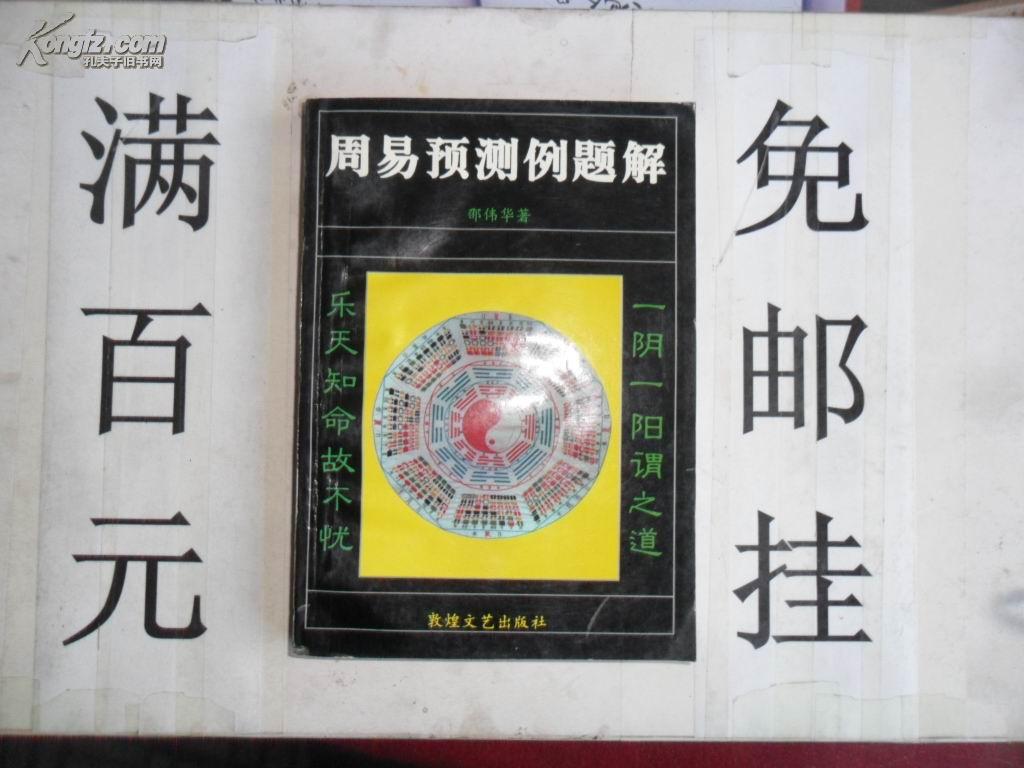 Kongfz.com
孔夫子旧书网
满百元
免邮挂
周易预测例题解
邵伟华著
一阴一阳谓之道
乐天知命故不忧
敦煌文艺出版社